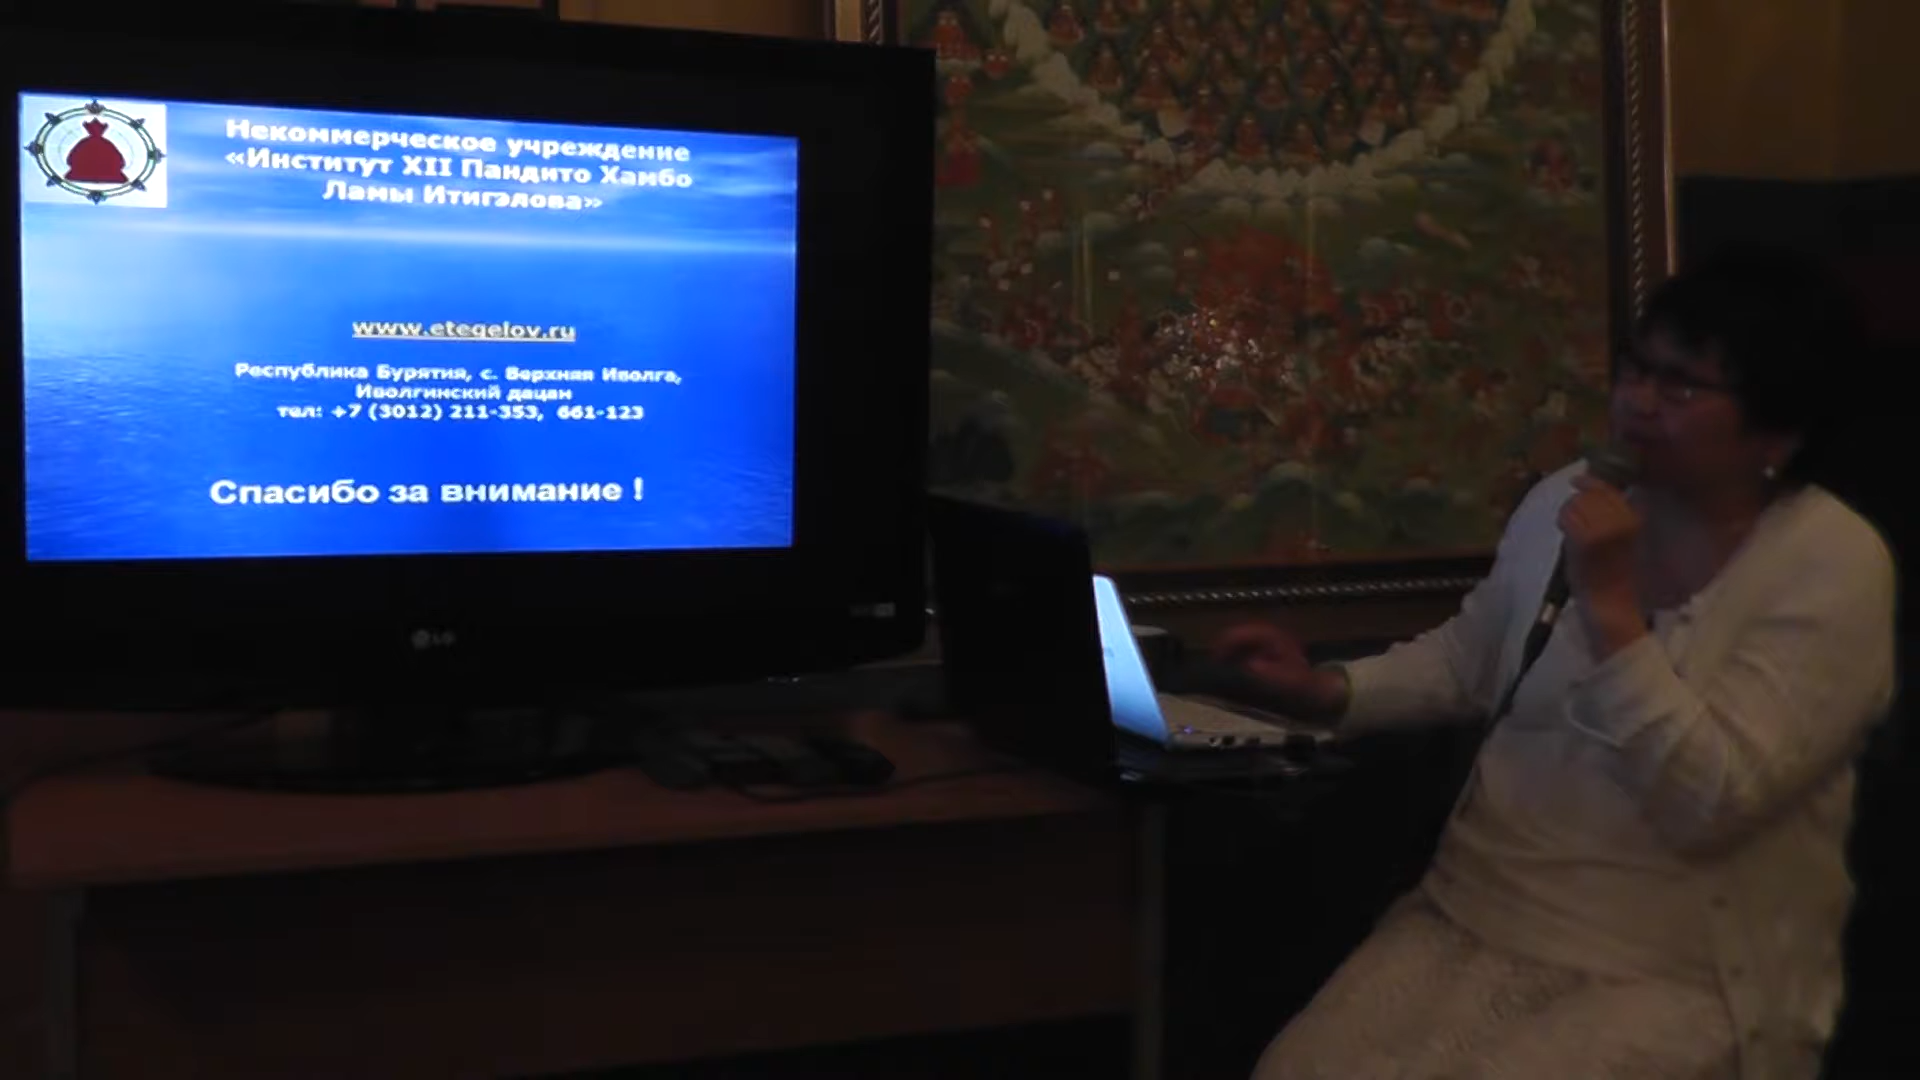 Некоммерческое учреждение
«Институт XII Пандито Хамбо
Ламы Итигэлова»
www.etegelov.ru
Республика Бурятия, с. Верхняя Иволга,
Иволгинский дацан
тел: +7 (3012) 211-353, 661-123
Спасибо за внимание !
LG